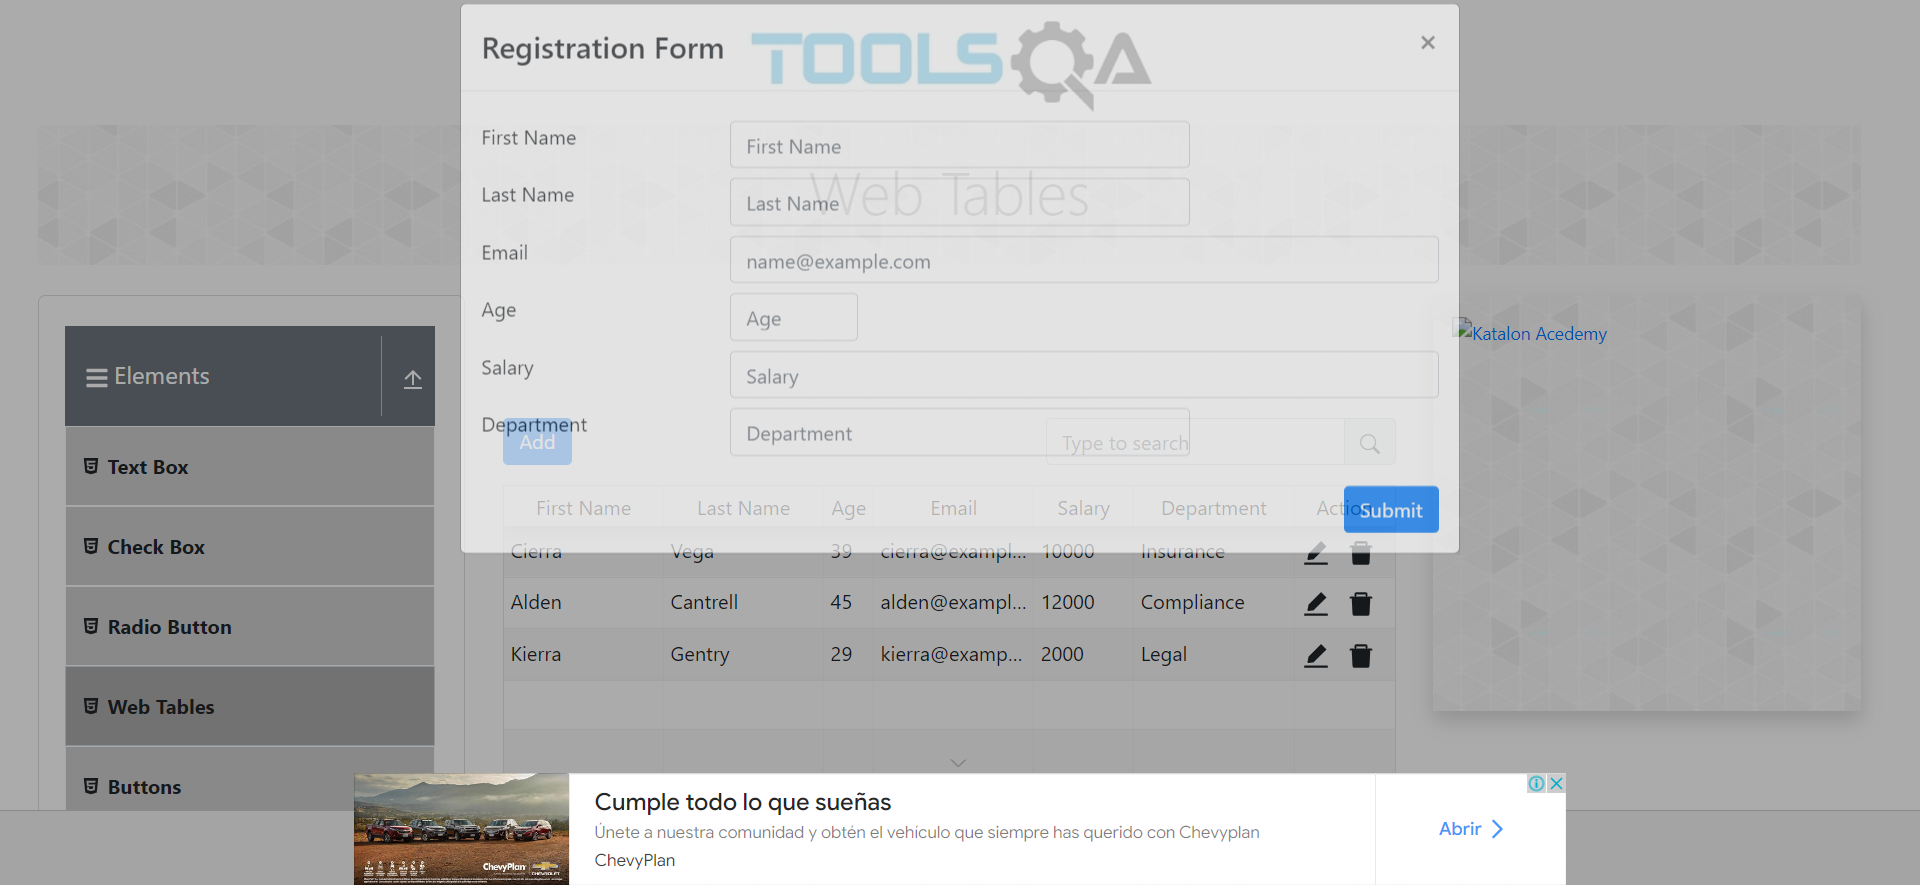 Registration Form
TOOLSQA
×
First Name
First Name
Web Tables
Last Name
Last Name
Email
name@example.com
Age
Age
Salary
Salary
Department
Department
Add
Type to search
Submit
Katalon Acedemy
Elements
Text Box
Check Box
Radio Button
Web Tables
Buttons
First Name Last Name Age Email Salary Department Action
Cierra Vega 39 cierra@exampl... 10000 Insurance
Alden Cantrell 45 alden@exampl... 12000 Compliance
Kierra Gentry 29 kierra@examp... 2000 Legal
Cumple todo lo que sueñas
Únete a nuestra comunidad y obtén el vehículo que siempre has querido con Chevyplan
ChevyPlan
Abrir
ChevyPlan
CHEVROLET